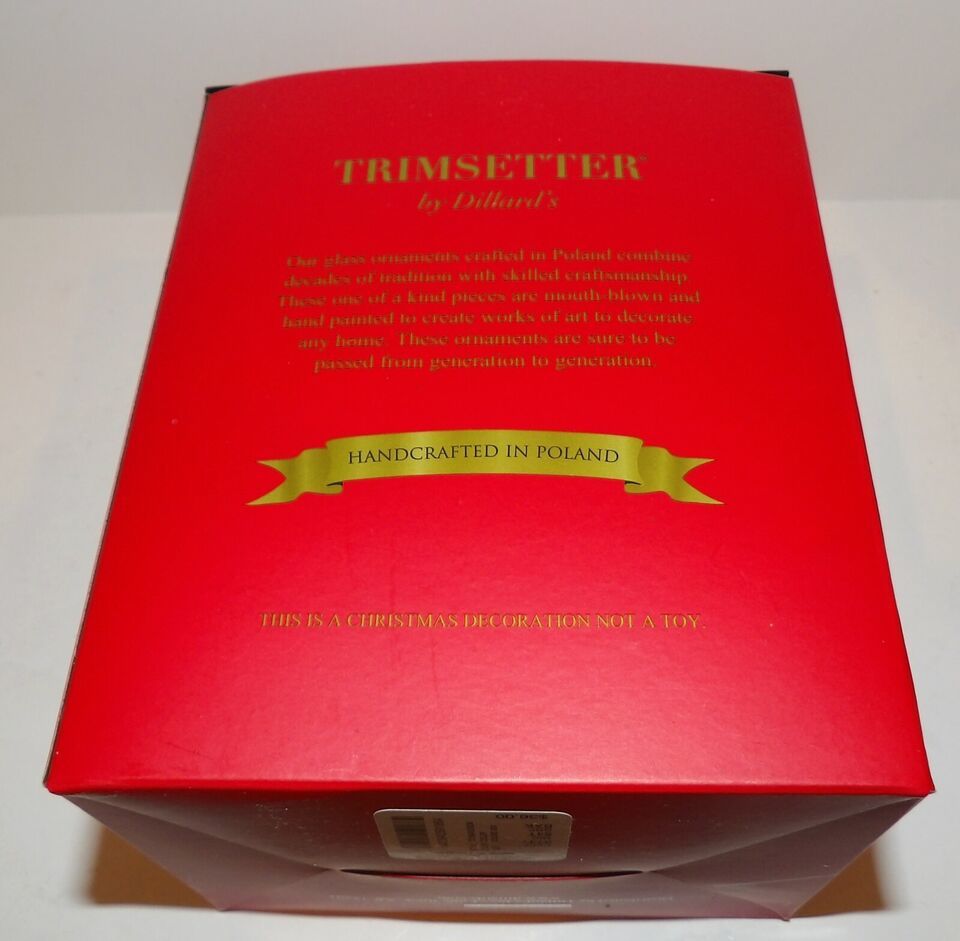 TRIMSETTER®
by Dillard's
Our glass ornaments crafted in Poland combine
decades of tradition with skilled craftsmanship.
These one of a kind pieces are mouth-blown and
hand painted to create works of art to decorate
any home. These ornaments are sure to be
passed from generation to generation.
HANDCRAFTED IN POLAND
THIS IS A CHRISTMAS DECORATION NOT A TOY.